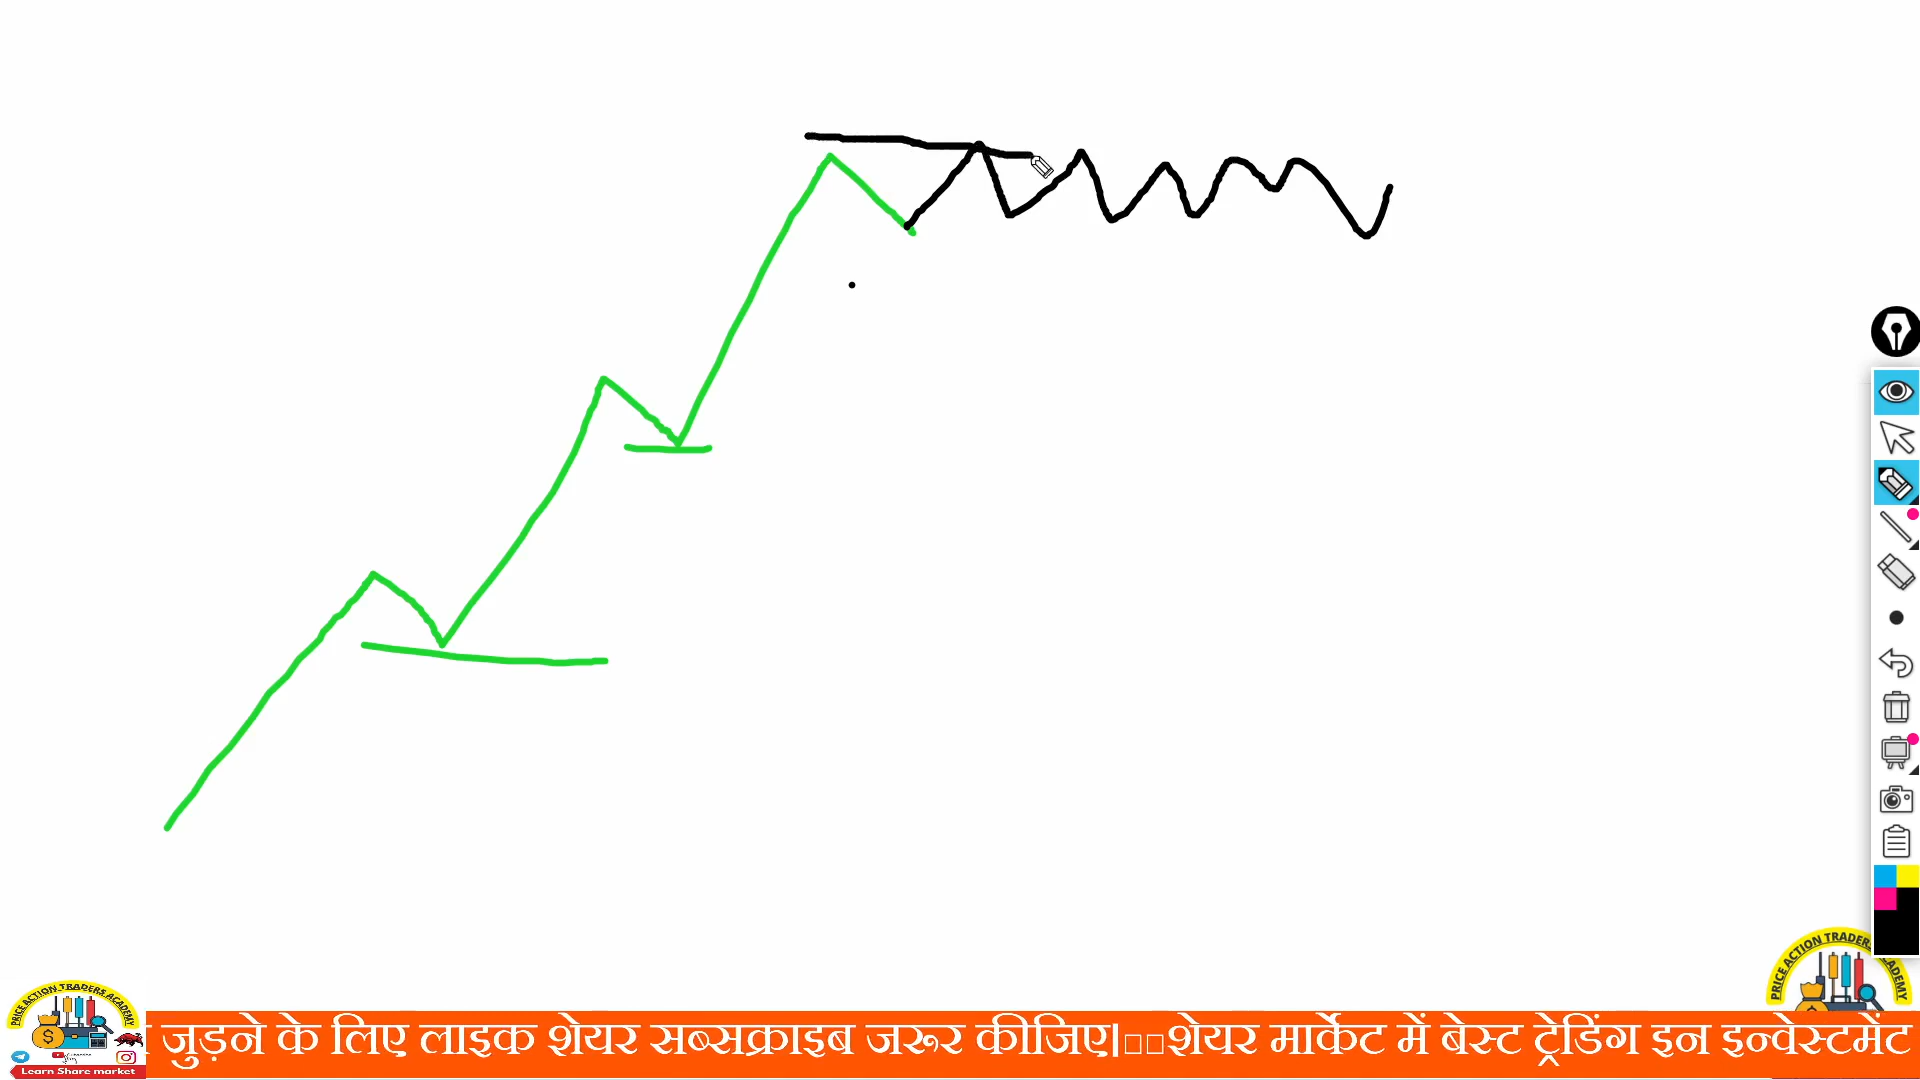 PRICE ACTION TRADERS ACADEMY
PRICE ACTION TRADERS ACADEMY
Learn Share market
जुड़ने के लिए लाइक शेयर सब्सक्राइब जरूर कीजिए।□□शेयर मार्केट में बेस्ट ट्रेडिंग इन इन्वेस्टमेंट